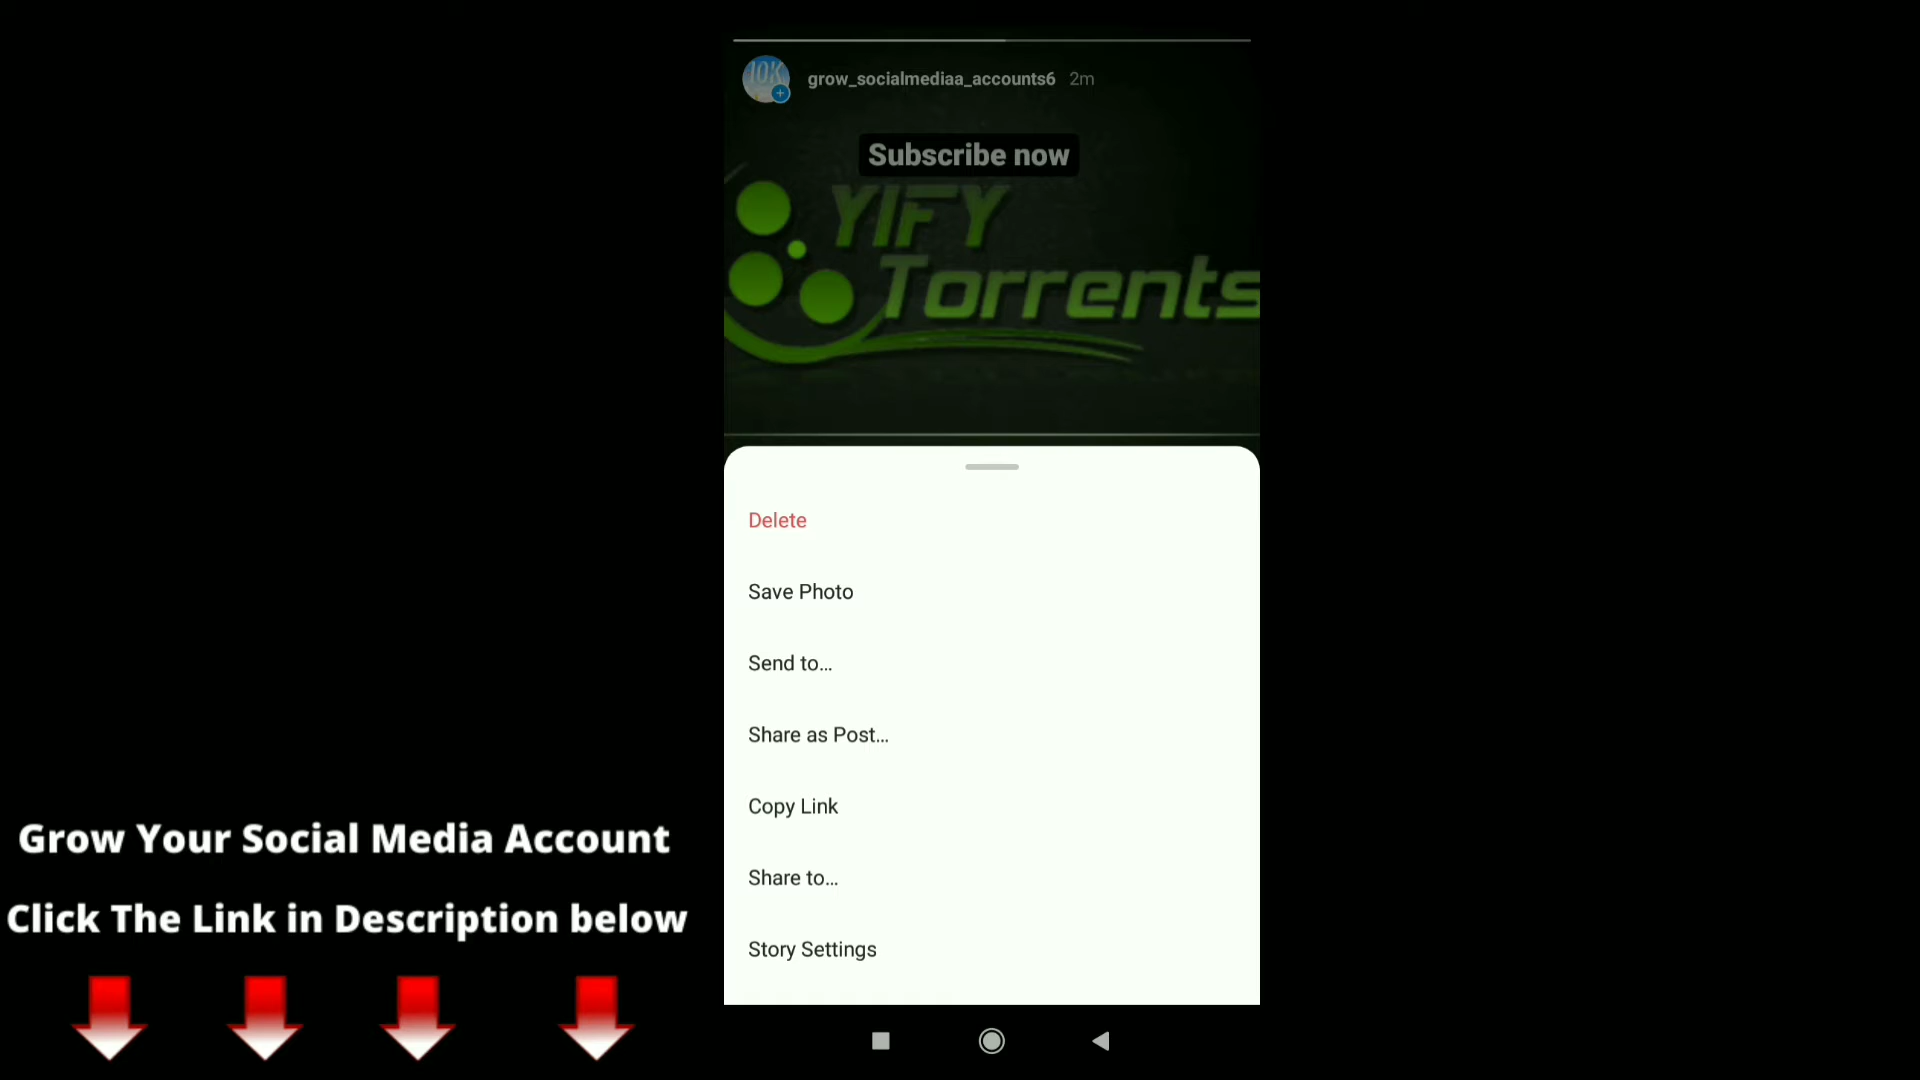 10K
grow_socialmediaa_accounts6 2m
Subscribe now
YIFY
Torrents
Delete
Save Photo
Send to...
Share as Post...
Copy Link
Share to...
Story Settings
Grow Your Social Media Account
Click The Link in Description below